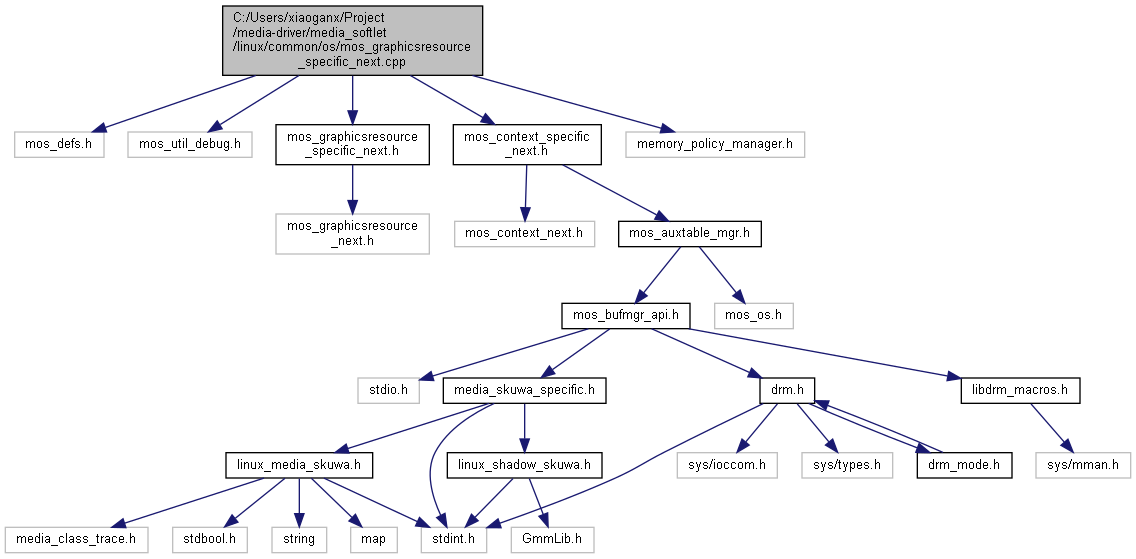 C:/Users/xiaoganx/Project
/media-driver/media_softlet
/linux/common/os/mos_graphicsresource
_specific_next.cpp
mos_defs.h
mos_util_debug.h
mos_graphicsresource
_specific_next.h
mos_context_specific
_next.h
memory_policy_manager.h
mos_graphicsresource
_next.h
mos_context_next.h
mos_auxtable_mgr.h
mos_bufmgr_api.h
mos_os.h
stdio.h
media_skuwa_specific.h
drm.h
libdrm_macros.h
linux_media_skuwa.h
linux_shadow_skuwa.h
sys/ioccom.h
sys/types.h
drm_mode.h
sys/mman.h
media_class_trace.h
stdbool.h
string
map
stdint.h
GmmLib.h